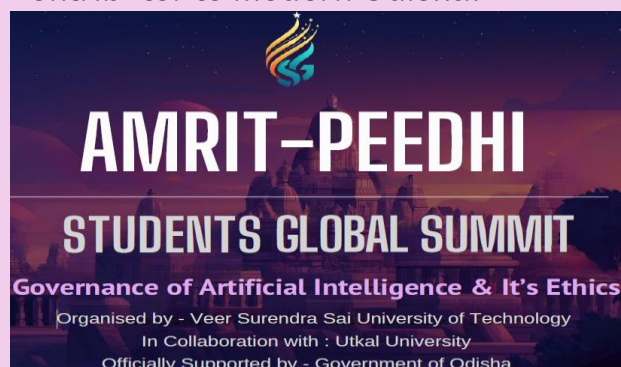 SG
AMRIT-PEEDHI
STUDENTS GLOBAL SUMMIT
Governance of Artificial Intelligence & It's Ethics
Organised by - Veer Surendra Sai University of Technology
In Collaboration with : Utkal University
Officially Supported by - Government of Odisha